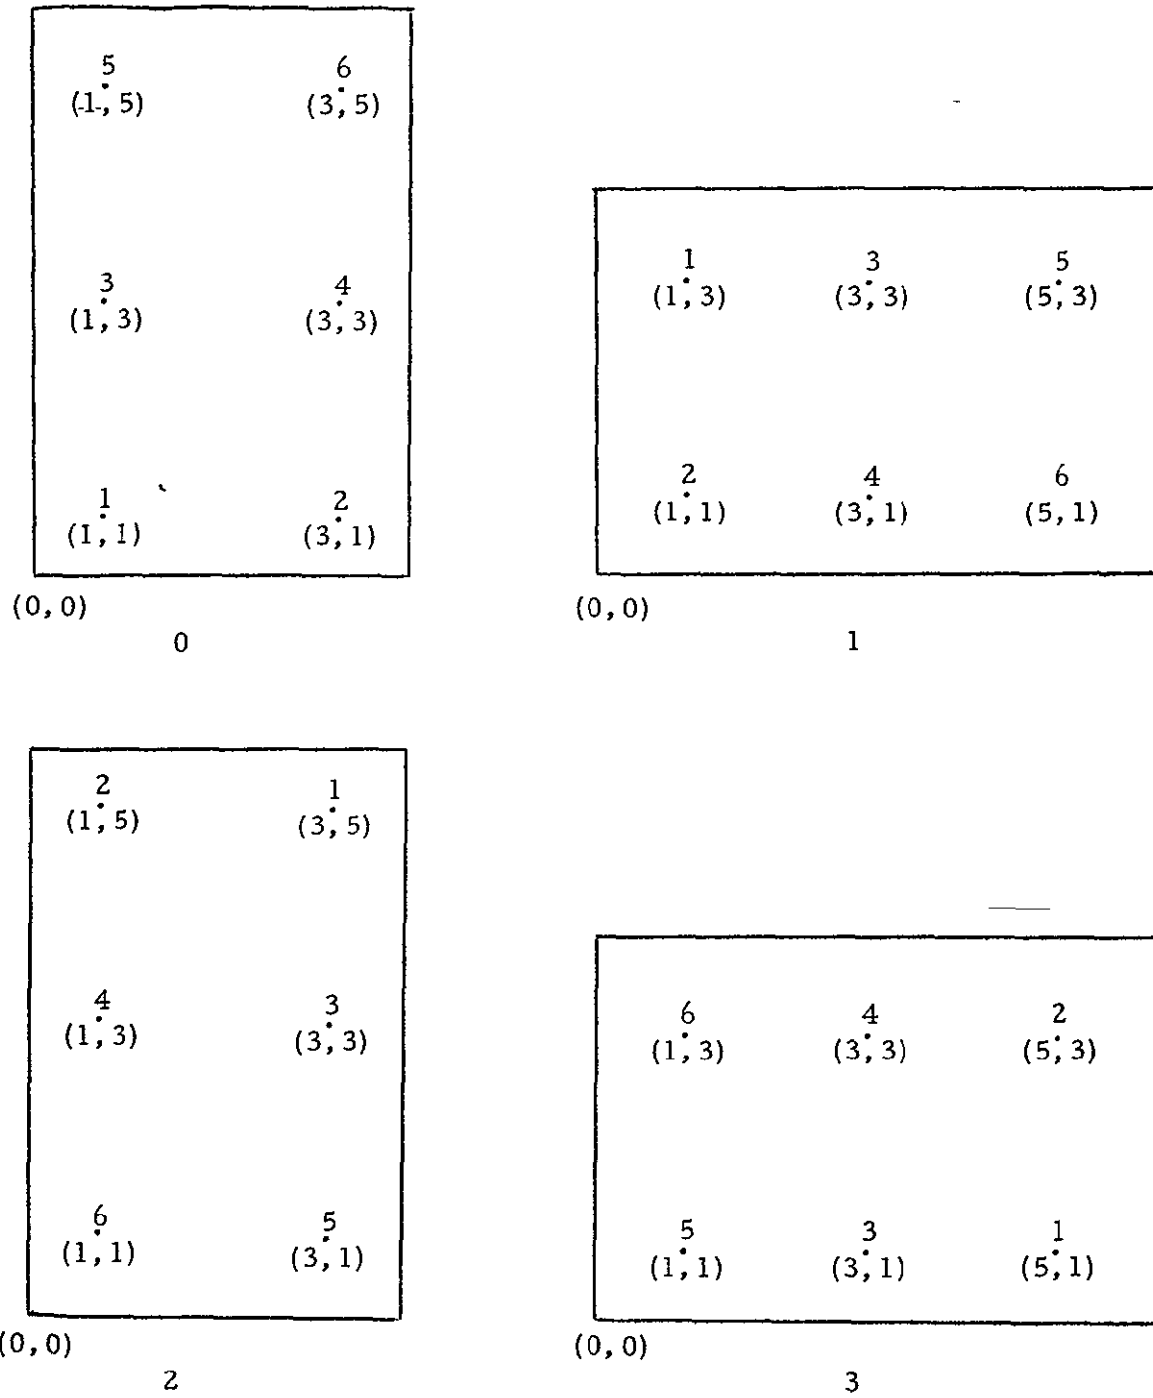 5 6
(1,5) (3,5)
3 4
(1,3) (3,3)
1 2
(1,1) (3,1)
(0,0)
0
1 3 5
(1,3) (3,3) (5,3)
2 4 6
(1,1) (3,1) (5,1)
(0,0)
1
2 1
(1,5) (3,5)
4 3
(1,3) (3,3)
6 5
(1,1) (3,1)
(0,0)
2
6 4 2
(1,3) (3,3) (5,3)
5 3 1
(1,1) (3,1) (5,1)
(0,0)
3